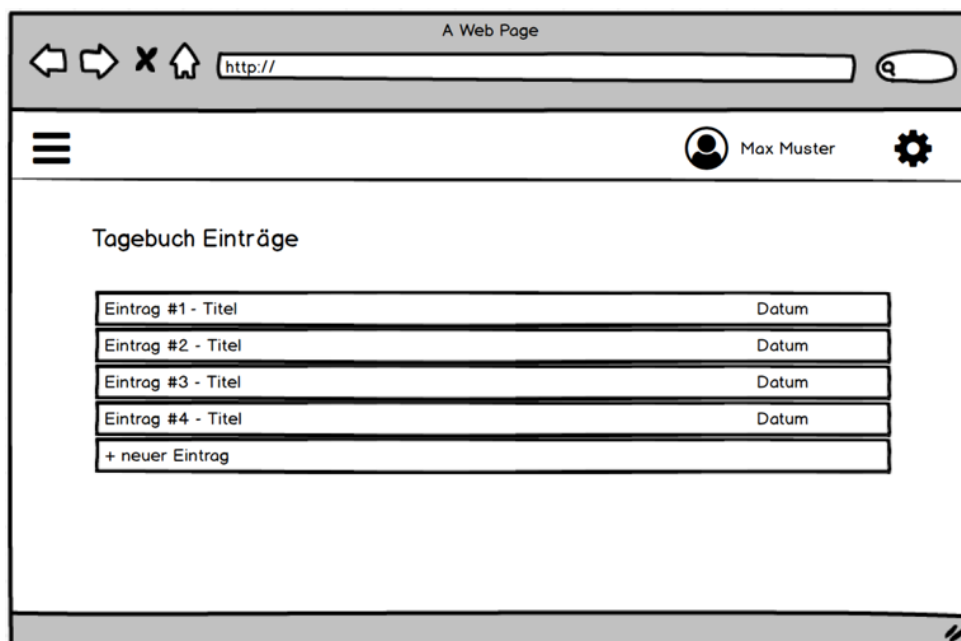 A Web Page
http://
Max Muster
Tagebuch Einträge
Eintrag #1 - Titel Datum
Eintrag #2 - Titel Datum
Eintrag #3 - Titel Datum
Eintrag #4 - Titel Datum
+ neuer Eintrag